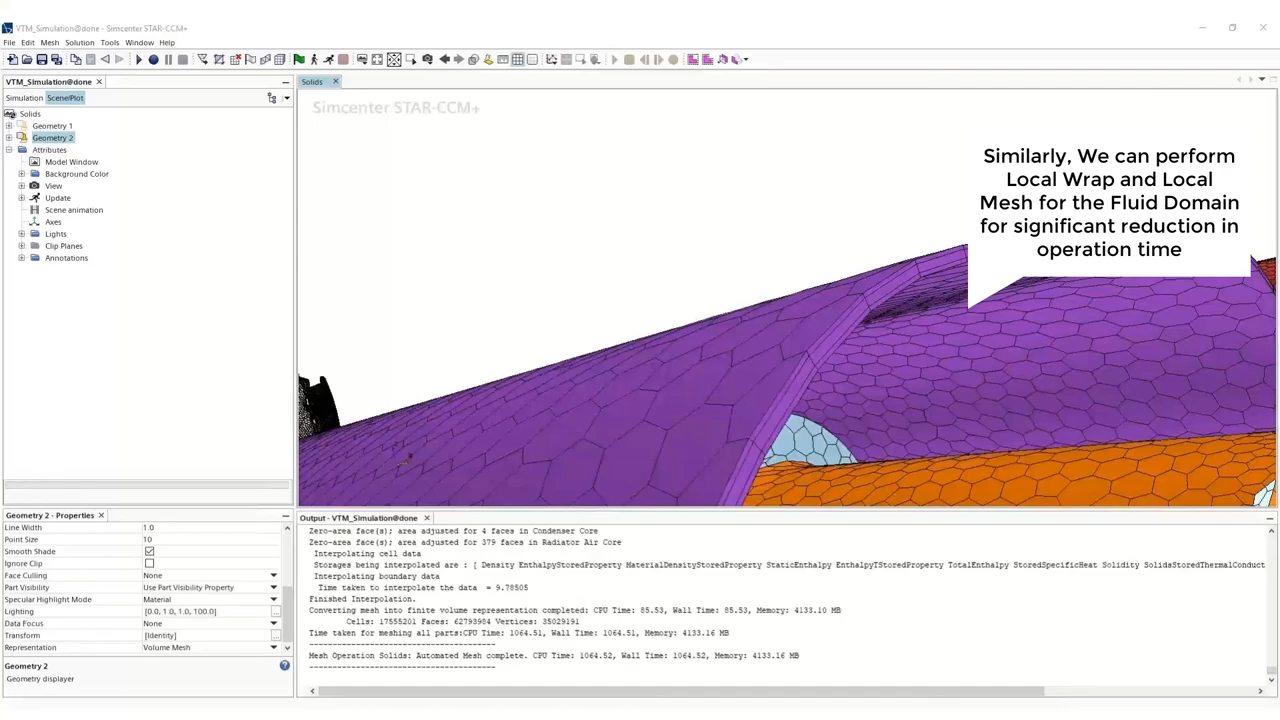 VTM_Simulation@done - Simcenter STAR-CCM+
File Edit Mesh Solution Tools Window Help
VTM_Simulation@done
Simulation Scene/Plot
Solids
Geometry 1
Geometry 2
Attributes
Model Window
Background Color
View
Update
Scene animation
Axes
Lights
Clip Planes
Annotations
Geometry 2 - Properties
Line Width 1.0
Point Size 10
Smooth Shade
Ignore Clip
Face Culling None
Part Visibility Use Part Visibility Property
Specular Highlight Mode Material
Lighting [0.0, 1.0, 1.0, 100.0] ...
Data Focus None
Transform [Identity] ...
Representation Volume Mesh
Geometry 2
Geometry displayer
Solids
Simcenter STAR-CCM+
Similarly, We can perform
Local Wrap and Local
Mesh for the Fluid Domain
for significant reduction in
operation time
Output - VTM_Simulation@done
Zero-area face(s); area adjusted for 4 faces in Condenser Core
Zero-area face(s); area adjusted for 379 faces in Radiator Air Core
Interpolating cell data
Storages being interpolated are : [ Density EnthalpyStoredProperty MaterialDensityStoredProperty StaticEnthalpy EnthalpyTStoredProperty TotalEnthalpy StoredSpecificHeat Solidity SolidsStoredThermalConduct
Interpolating boundary data
Time taken to interpolate the data = 9.78505
Finished Interpolation.
Converting mesh into finite volume representation completed: CPU Time: 85.53, Wall Time: 85.53, Memory: 4133.10 MB
Cells: 17555201 Faces: 62793984 Vertices: 35029191
Time taken for meshing all parts:CPU Time: 1064.51, Wall Time: 1064.51, Memory: 4133.16 MB
---------------------------------------
Mesh Operation Solids: Automated Mesh complete. CPU Time: 1064.52, Wall Time: 1064.52, Memory: 4133.16 MB
---------------------------------------